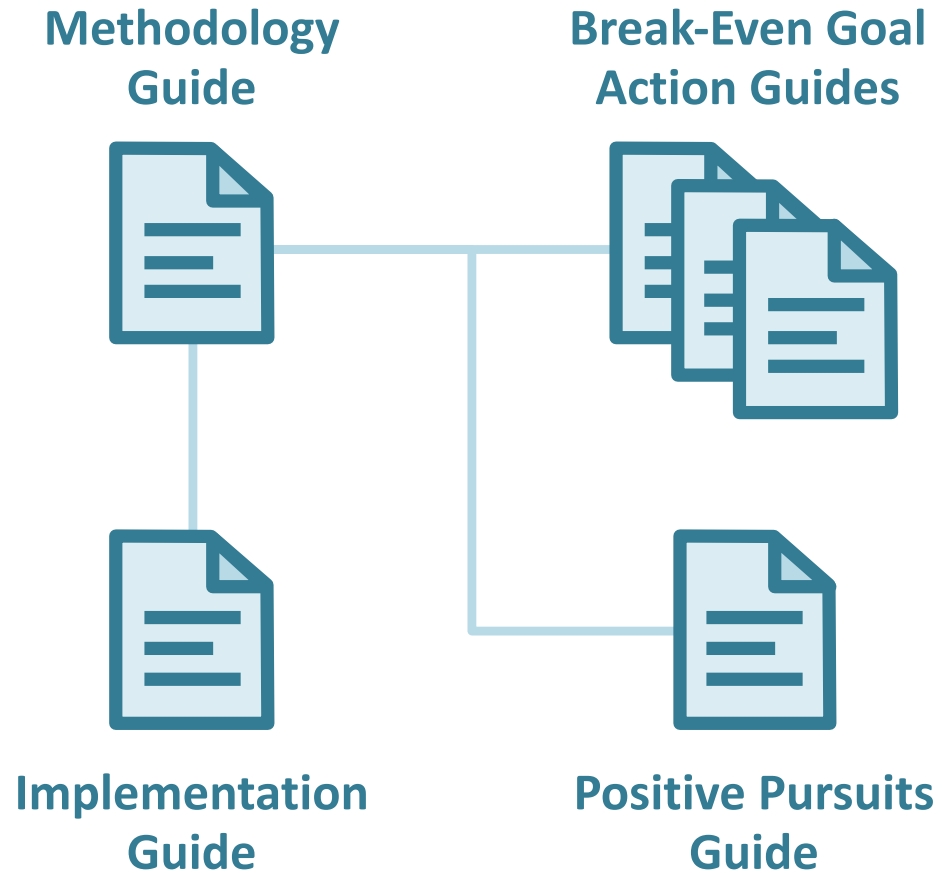 Methodology
Guide
Break-Even Goal
Action Guides
Implementation
Guide
Positive Pursuits
Guide